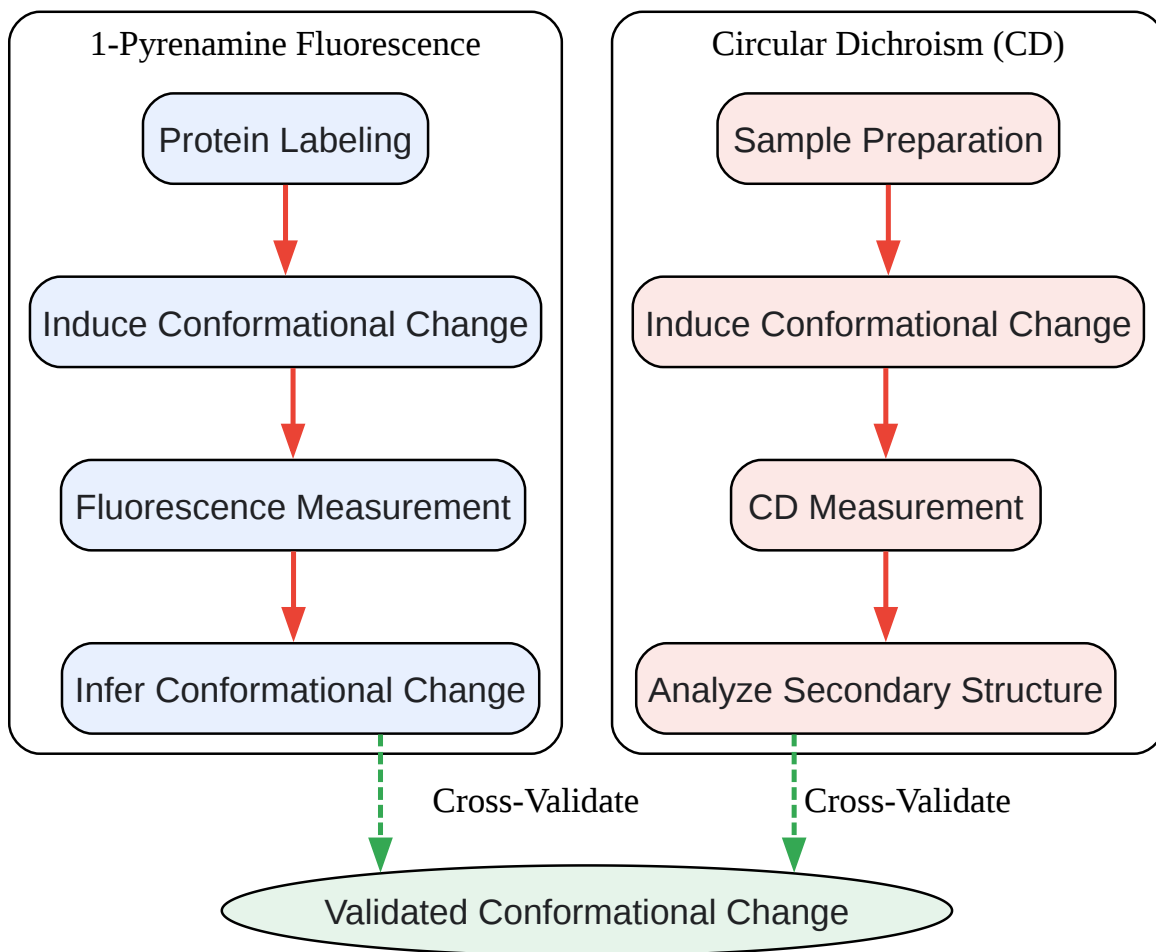 1-Pyrenamine Fluorescence
Protein Labeling
Induce Conformational Change
Fluorescence Measurement
Infer Conformational Change
Circular Dichroism (CD)
Sample Preparation
Induce Conformational Change
CD Measurement
Analyze Secondary Structure
Cross-Validate
Cross-Validate
Validated Conformational Change